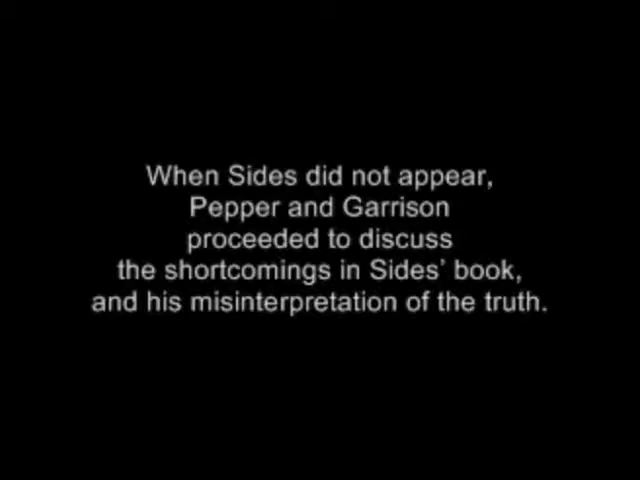 When Sides did not appear,
Pepper and Garrison
proceeded to discuss
the shortcomings in Sides’ book,
and his misinterpretation of the truth.